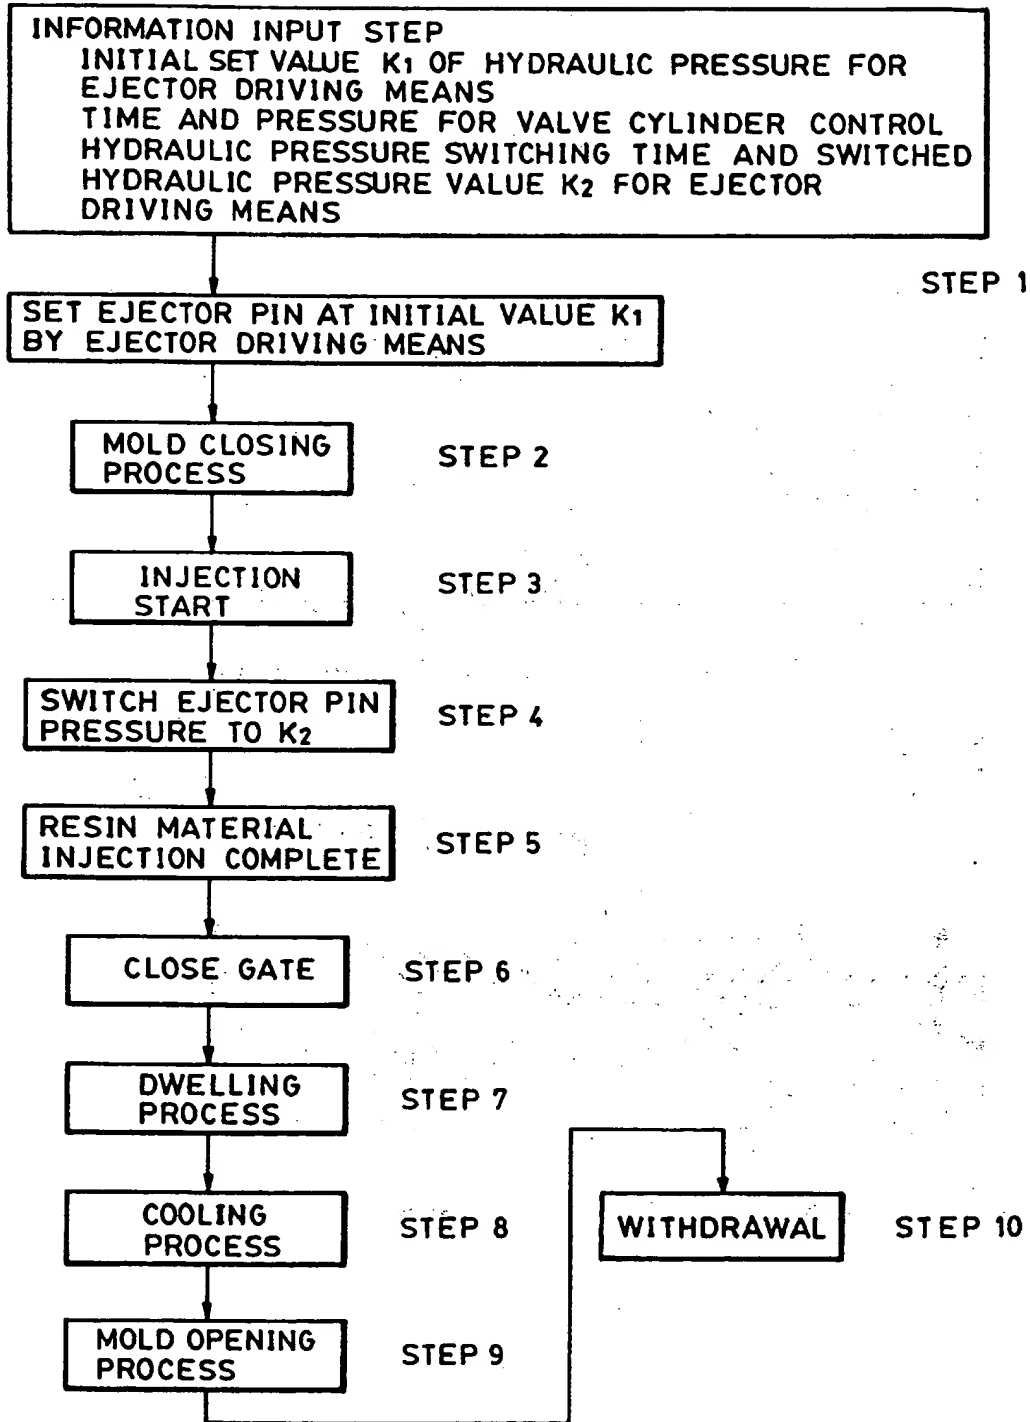 INFORMATION INPUT STEP
INITIAL SET VALUE K1 OF HYDRAULIC PRESSURE FOR
EJECTOR DRIVING MEANS
TIME AND PRESSURE FOR VALVE CYLINDER CONTROL
HYDRAULIC PRESSURE SWITCHING TIME AND SWITCHED
HYDRAULIC PRESSURE VALUE K2 FOR EJECTOR
DRIVING MEANS
STEP 1
SET EJECTOR PIN AT INITIAL VALUE K1
BY EJECTOR DRIVING MEANS
MOLD CLOSING
PROCESS
STEP 2
INJECTION
START
STEP 3
SWITCH EJECTOR PIN
PRESSURE TO K2
STEP 4
RESIN MATERIAL
INJECTION COMPLETE
STEP 5
CLOSE GATE
STEP 6
DWELLING
PROCESS
STEP 7
COOLING
PROCESS
STEP 8
MOLD OPENING
PROCESS
STEP 9
WITHDRAWAL
STEP 10